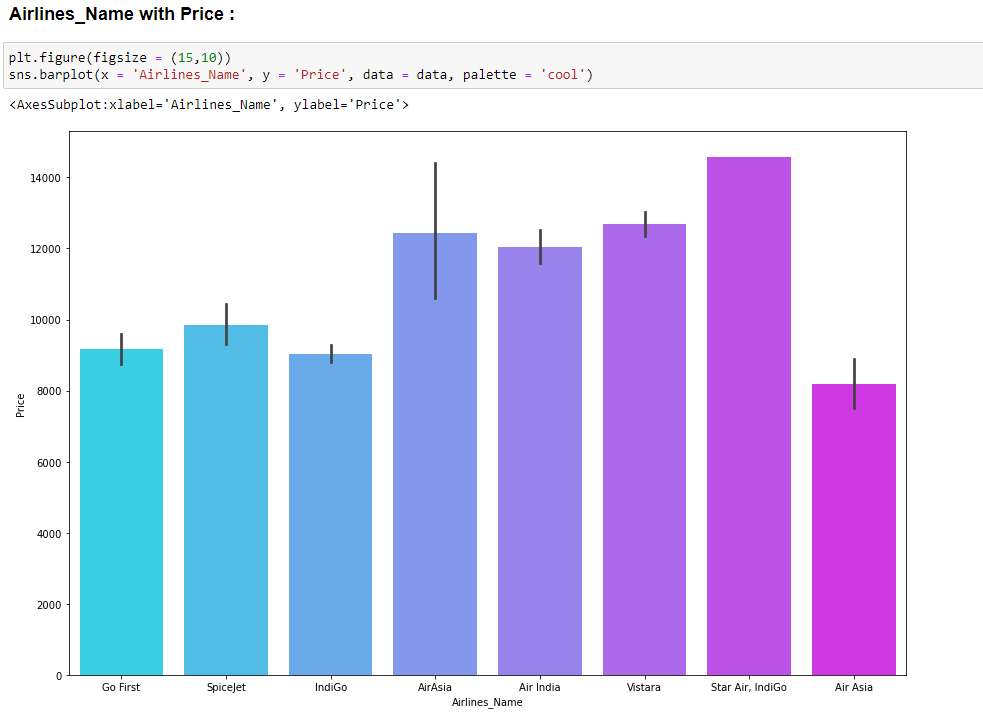 Airlines_Name with Price :
plt.figure(figsize = (15,10))
sns.barplot(x = 'Airlines_Name', y = 'Price', data = data, palette = 'cool')
<AxesSubplot:xlabel='Airlines_Name', ylabel='Price'>
14000
12000
10000
8000
6000
4000
2000
0
Price
Go First SpiceJet IndiGo AirAsia Air India Vistara Star Air, IndiGo Air Asia
Airlines_Name